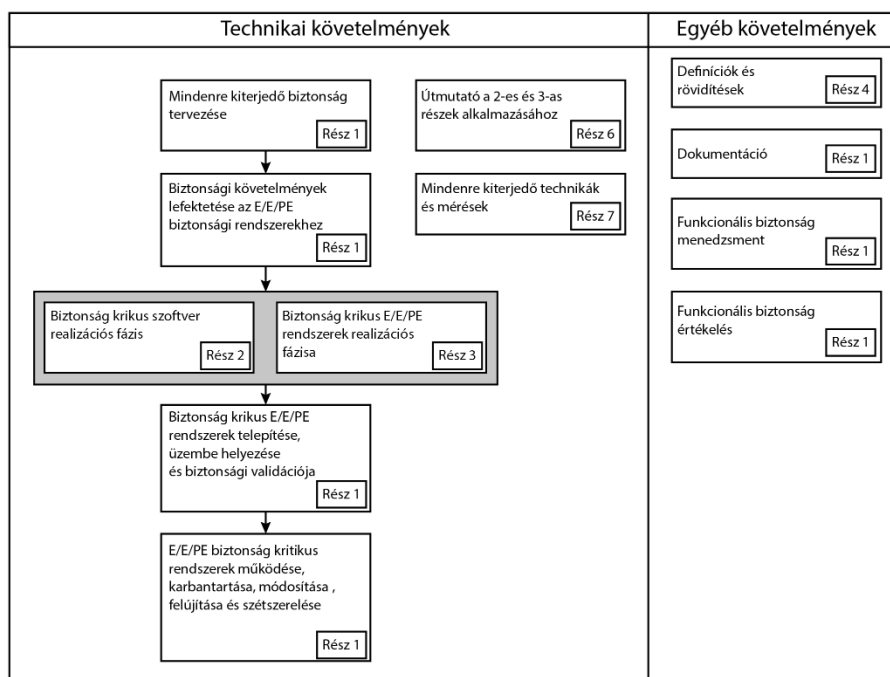 Technikai követelmények
Mindenre kiterjedő biztonság
tervezése
Rész 1
Biztonsági követelmények
lefektetése az E/E/PE
biztonsági rendszerekhez
Rész 1
Biztonság krikus szoftver
realizációs fázis
Rész 2
Biztonság krikus E/E/PE
rendszerek realizációs
fázisa
Rész 3
Biztonság krikus E/E/PE
rendszerek telepítése,
üzembe helyezése
és biztonsági validációja
Rész 1
E/E/PE biztonság kritikus
rendszerek működése,
karbantartása, módosítása ,
felújítása és szétszerelése
Rész 1
Útmutató a 2-es és 3-as
részek alkalmazásához
Rész 6
Mindenre kiterjedő technikák
és mérések
Rész 7
Egyéb követelmények
Definíciók és
rövidítések
Rész 4
Dokumentáció
Rész 1
Funkcionális biztonság
menedzsment
Rész 1
Funkcionális biztonság
értékelés
Rész 1